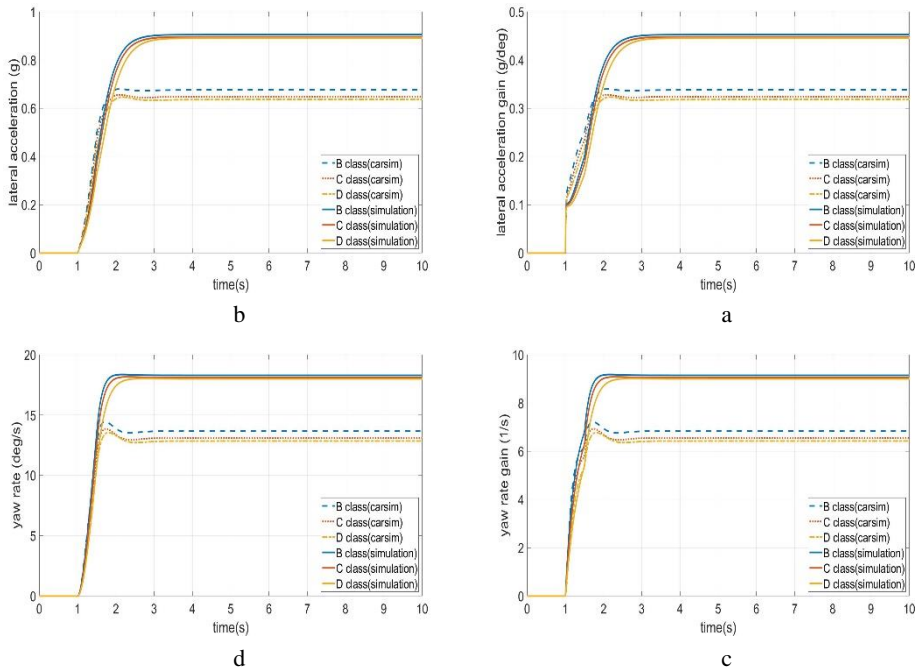 lateral acceleration (g)
1
0.8
0.6
0.4
0.2
0
B class(carsim)
C class(carsim)
D class(carsim)
B class(simulation)
C class(simulation)
D class(simulation)
0 1 2 3 4 5 6 7 8 9 10
time(s)
b
lateral acceleration gain (g/deg)
0.5
0.4
0.3
0.2
0.1
0
B class(carsim)
C class(carsim)
D class(carsim)
B class(simulation)
C class(simulation)
D class(simulation)
0 1 2 3 4 5 6 7 8 9 10
time(s)
a
yaw rate (deg/s)
20
15
10
5
0
B class(carsim)
C class(carsim)
D class(carsim)
B class(simulation)
C class(simulation)
D class(simulation)
0 1 2 3 4 5 6 7 8 9 10
time(s)
d
yaw rate gain (1/s)
10
8
6
4
2
0
B class(carsim)
C class(carsim)
D class(carsim)
B class(simulation)
C class(simulation)
D class(simulation)
0 1 2 3 4 5 6 7 8 9 10
time(s)
c